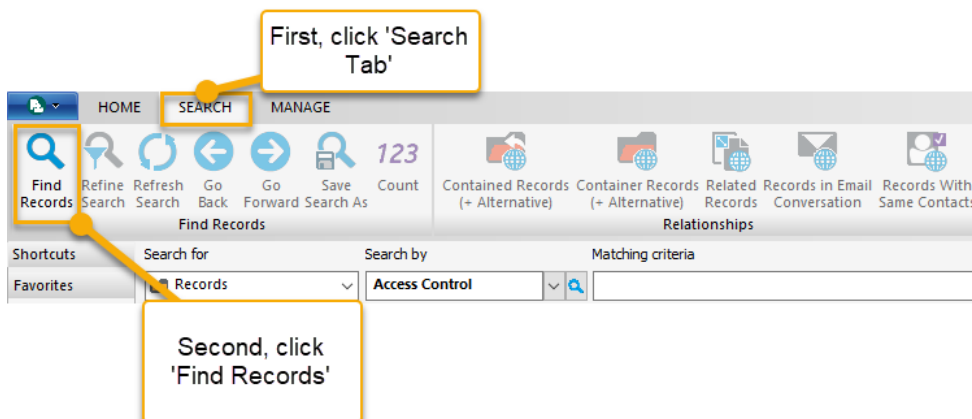 First, click 'Search
Tab'
HOME SEARCH MANAGE
123
Find Records
Refine Search
Refresh Search
Go Back
Go Forward
Save Search As
Count
Contained Records (+ Alternative)
Container Records (+ Alternative)
Related Records
Records in Email Conversation
Records With Same Contacts
Find Records
Relationships
Shortcuts
Search for
Search by
Matching criteria
Favorites
Records
Access Control
Second, click
'Find Records'